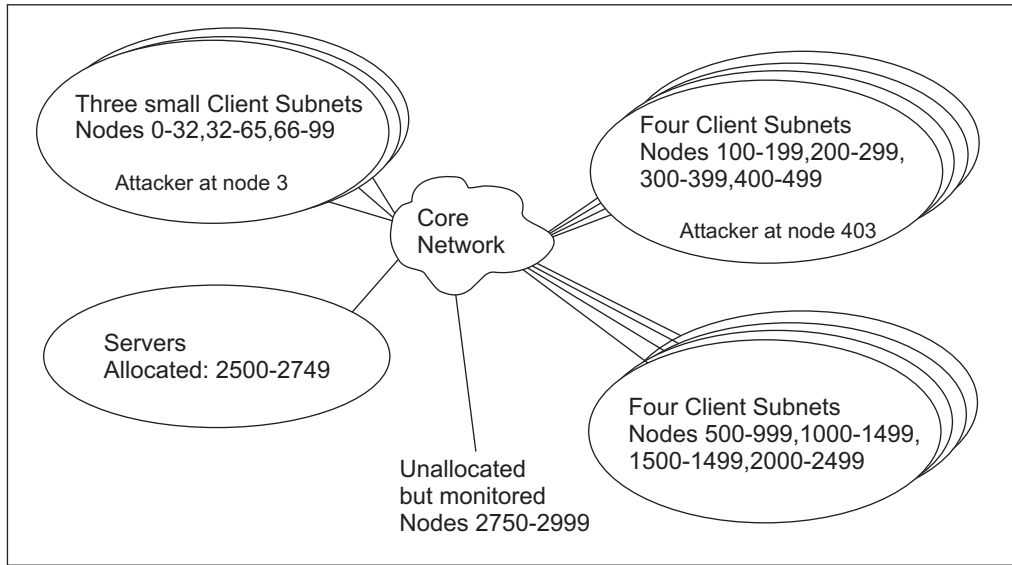 Three small Client Subnets
Nodes 0-32,32-65,66-99
Attacker at node 3
Four Client Subnets
Nodes 100-199,200-299,
300-399,400-499
Attacker at node 403
Core
Network
Servers
Allocated: 2500-2749
Four Client Subnets
Nodes 500-999,1000-1499,
1500-1499,2000-2499
Unallocated
but monitored
Nodes 2750-2999